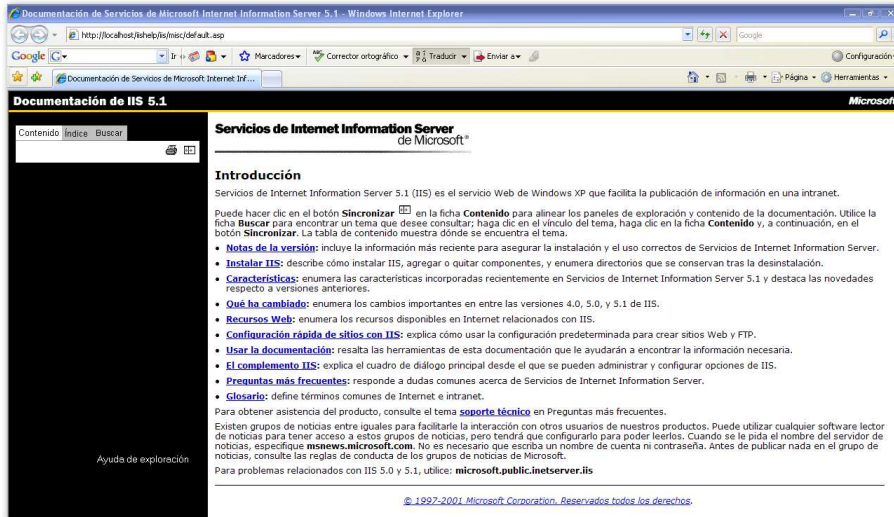 Documentación de Servicios de Microsoft Internet Information Server 5.1 - Windows Internet Explorer
http://localhost/iishelp/iis/misc/default.asp
Google
Google
Ir
Marcadores
Corrector ortográfico
Traducir
Enviar a
Configuración
Documentación de Servicios de Microsoft Internet Inf...
Página
Herramientas
Documentación de IIS 5.1
Microsoft
Contenido Índice Buscar
Servicios de Internet Information Server
de Microsoft®
Introducción
Servicios de Internet Information Server 5.1 (IIS) es el servicio Web de Windows XP que facilita la publicación de información en una intranet.
Puede hacer clic en el botón Sincronizar en la ficha Contenido para alinear los paneles de exploración y contenido de la documentación. Utilice la
ficha Buscar para encontrar un tema que desee consultar; haga clic en el vínculo del tema, haga clic en la ficha Contenido y, a continuación, en el
botón Sincronizar. La tabla de contenido muestra dónde se encuentra el tema.
• Notas de la versión: incluye la información más reciente para asegurar la instalación y el uso correctos de Servicios de Internet Information Server.
• Instalar IIS: describe cómo instalar IIS, agregar o quitar componentes, y enumera directorios que se conservan tras la desinstalación.
• Características: enumera las características incorporadas recientemente en Servicios de Internet Information Server 5.1 y destaca las novedades
respecto a versiones anteriores.
• Qué ha cambiado: enumera los cambios importantes en entre las versiones 4.0, 5.0, y 5.1 de IIS.
• Recursos Web: enumera los recursos disponibles en Internet relacionados con IIS.
• Configuración rápida de sitios con IIS: explica cómo usar la configuración predeterminada para crear sitios Web y FTP.
• Usar la documentación: resalta las herramientas de esta documentación que le ayudarán a encontrar la información necesaria.
• El complemento IIS: explica el cuadro de diálogo principal desde el que se pueden administrar y configurar opciones de IIS.
• Preguntas más frecuentes: responde a dudas comunes acerca de Servicios de Internet Information Server.
• Glosario: define términos comunes de Internet e intranet.
Para obtener asistencia del producto, consulte el tema soporte técnico en Preguntas más frecuentes.
Existen grupos de noticias entre iguales para facilitarle la interacción con otros usuarios de nuestros productos. Puede utilizar cualquier software lector
de noticias para tener acceso a estos grupos de noticias, pero tendrá que configurarlo para poder leerlos. Cuando se le pida el nombre del servidor de
noticias, especifique msnews.microsoft.com. No es necesario que escriba un nombre de cuenta ni contraseña. Antes de publicar nada en el grupo de
noticias, consulte las reglas de conducta de los grupos de noticias de Microsoft.
Para problemas relacionados con IIS 5.0 y 5.1, utilice: microsoft.public.inetserver.iis
Ayuda de exploración
© 1997-2001 Microsoft Corporation. Reservados todos los derechos.